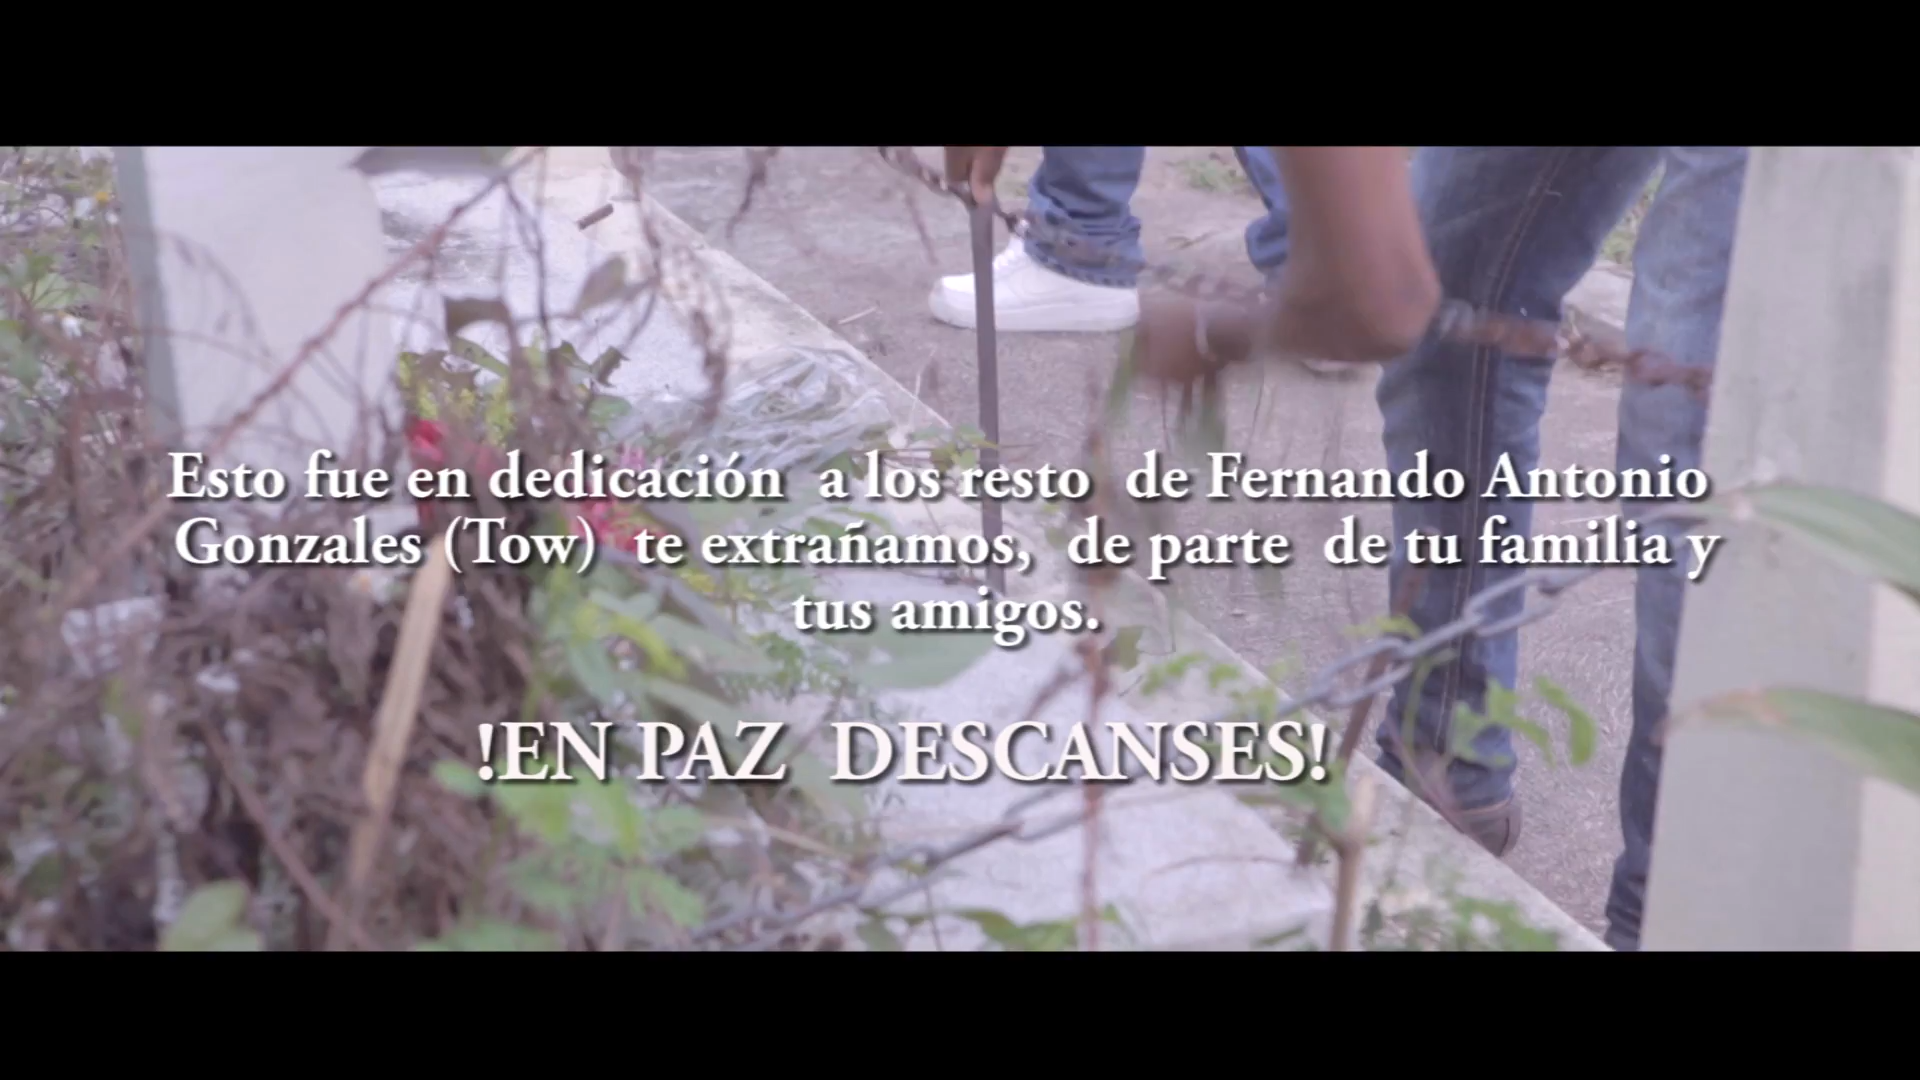 Esto fue en dedicación a los resto de Fernando Antonio
Gonzales (Tow) te extrañamos, de parte de tu familia y
tus amigos.
!EN PAZ DESCANSES!